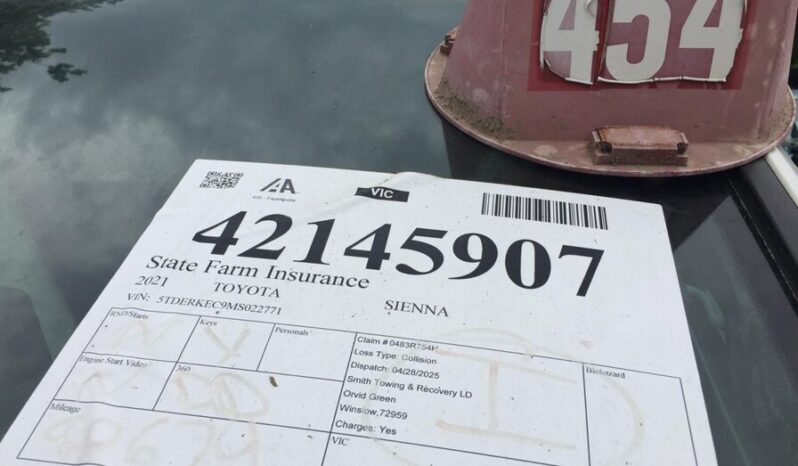 454
IAA
VIC
42145907
State Farm Insurance
2021 TOYOTA SIENNA
VIN: 5TDERKEC9MS022771
RND/Starts
Keys
Personals
Claim # 0483R784H
Loss Type: Collision
Dispatch: 04/28/2025
Smith Towing & Recovery LD
Orvid Green
Winslow,72959
Charges: Yes
Biohazard
Engine Start Video
360
Mileage
VIC